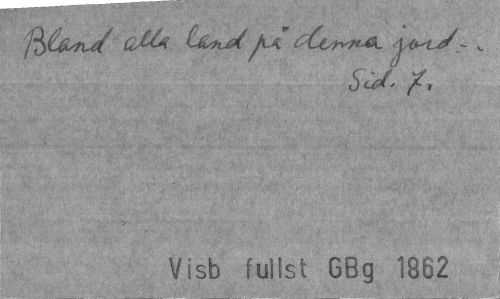 Bland alla land på denna jord--.
Sid. 7.
Visb fullst GBg 1862